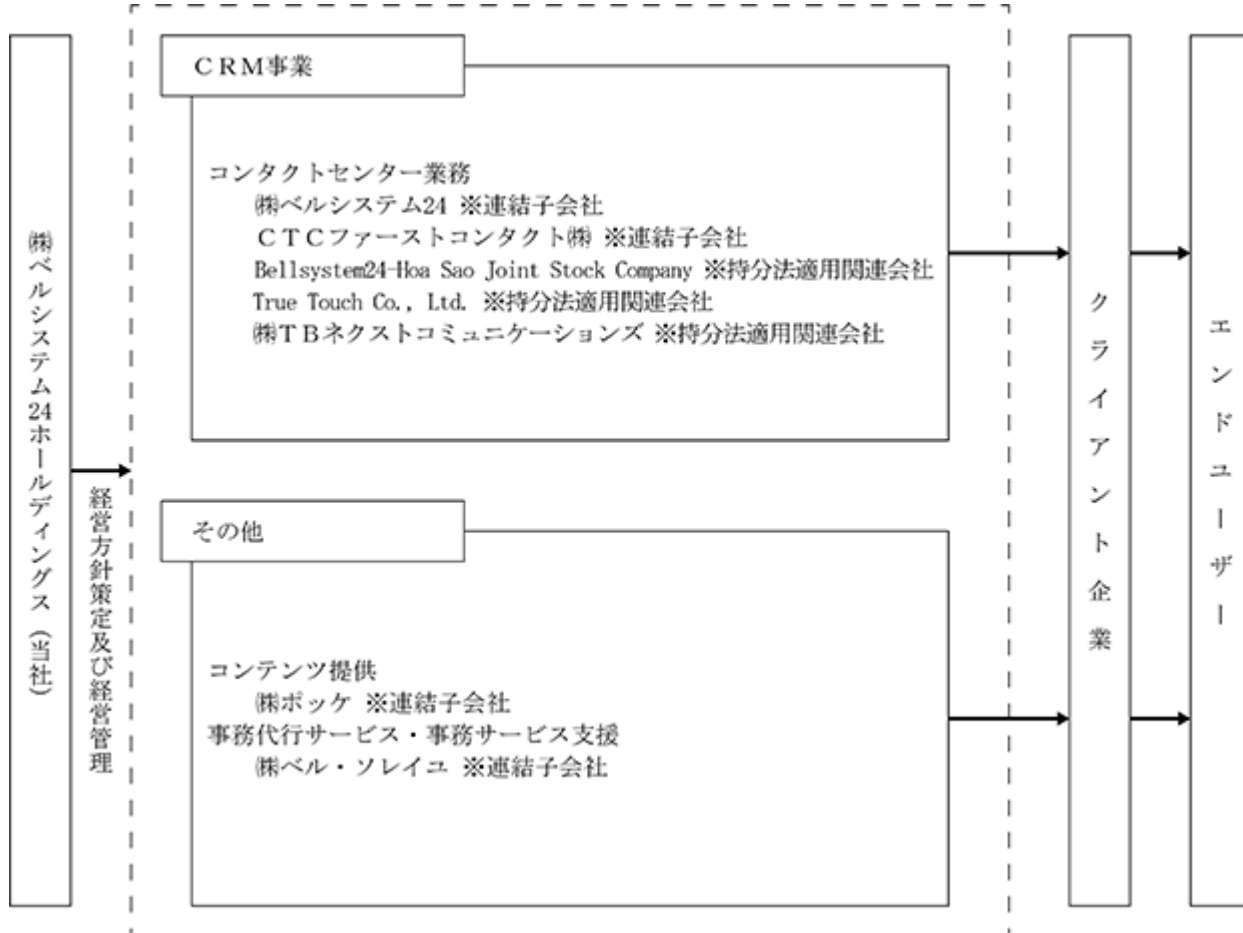 ㈱ベルシステム24ホールディングス（当社）
経営方針策定及び経営管理
ＣＲＭ事業
コンタクトセンター業務
㈱ベルシステム24 ※連結子会社
ＣＴＣファーストコンタクト㈱ ※連結子会社
Bellsystem24-Hoa Sao Joint Stock Company ※持分法適用関連会社
True Touch Co., Ltd. ※持分法適用関連会社
㈱ＴＢネクストコミュニケーションズ ※持分法適用関連会社
その他
コンテンツ提供
㈱ポッケ ※連結子会社
事務代行サービス・事務サービス支援
㈱ベル・ソレイユ ※連結子会社
クライアント企業
エンドユーザー